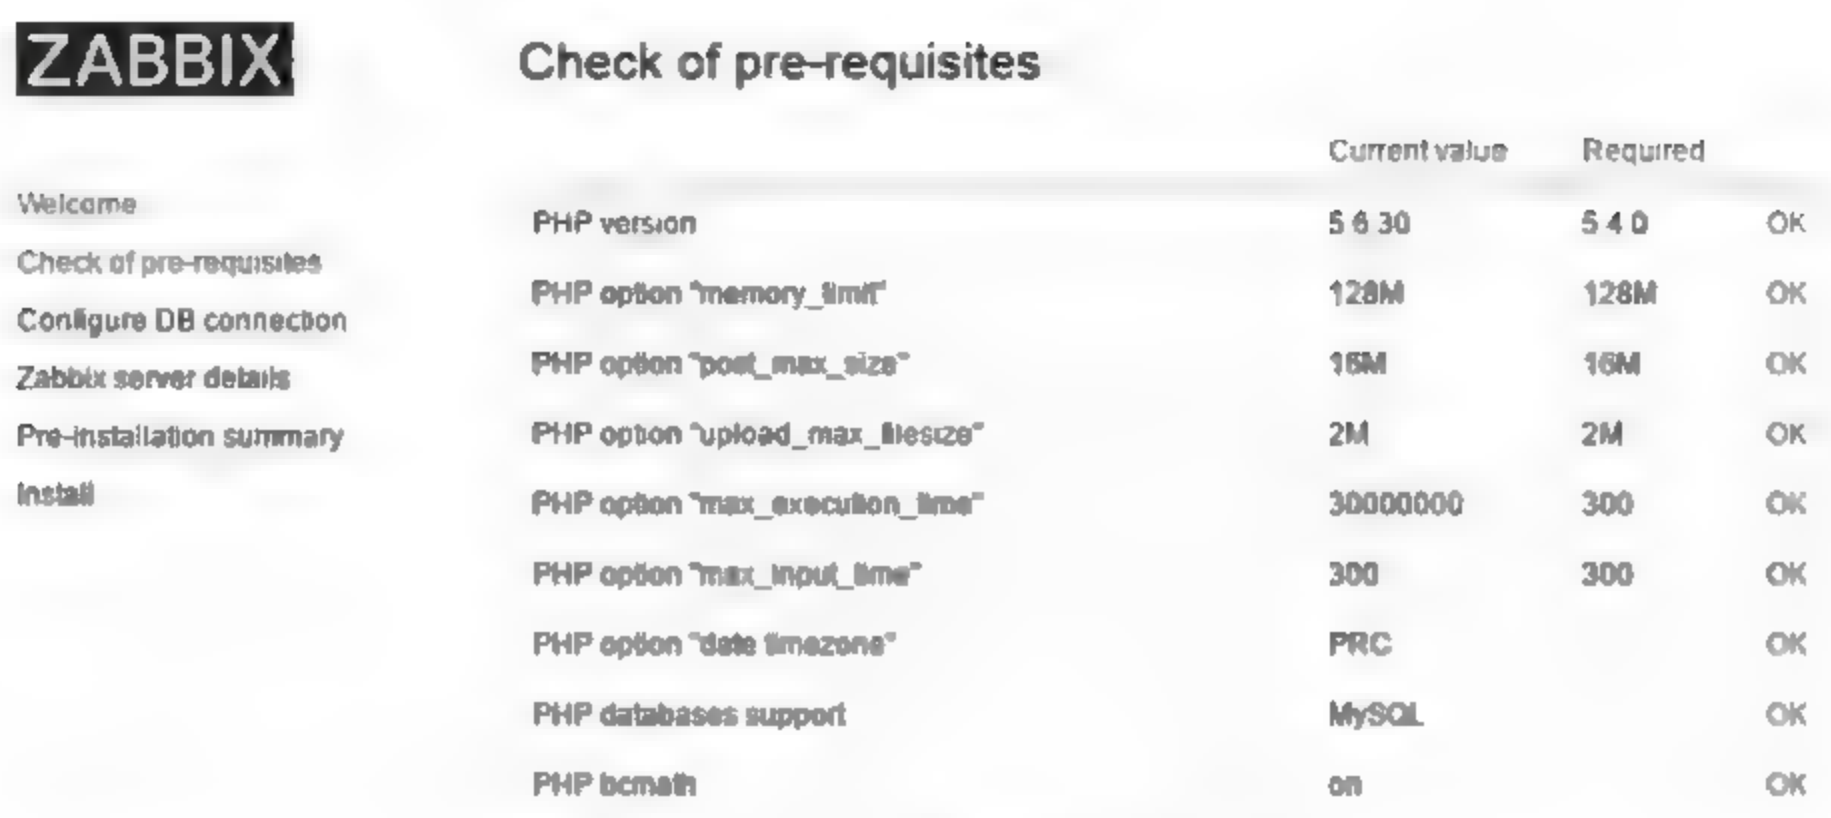 ZABBIX
Check of pre-requisites
Current value Required
Welcome
Check of pre-requisites
Configure DB connection
Zabbix server details
Pre-installation summary
Install
PHP version 5.6.30 5.4.0 OK
PHP option "memory_limit" 128M 128M OK
PHP option "post_max_size" 16M 16M OK
PHP option "upload_max_filesize" 2M 2M OK
PHP option "max_execution_time" 30000000 300 OK
PHP option "max_input_time" 300 300 OK
PHP option "date.timezone" PRC OK
PHP databases support MySQL OK
PHP bcmath on OK